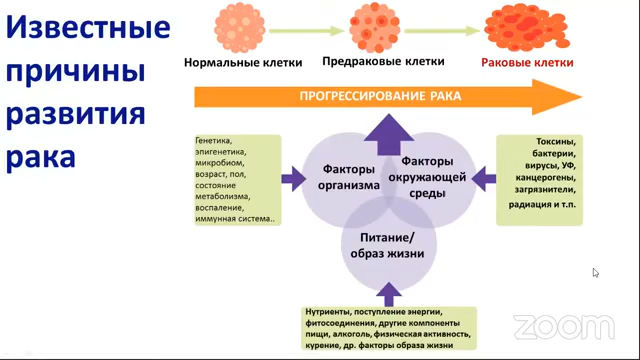 Известные
причины
развития
рака
Нормальные клетки
Предраковые клетки
Раковые клетки
ПРОГРЕССИРОВАНИЕ РАКА
Генетика,
эпигенетика,
микробиом,
возраст, пол,
состояние
метаболизма,
воспаление,
иммунная система..
Факторы
организма
Факторы
окружающей
среды
Токсины,
бактерии,
вирусы, УФ,
канцерогены,
загрязнители,
радиация и т.п.
Питание/
образ жизни
Нутриенты, поступление энергии,
фитосоединения, другие компоненты
пищи, алкоголь, физическая активность,
курение, др. факторы образа жизни
zoom